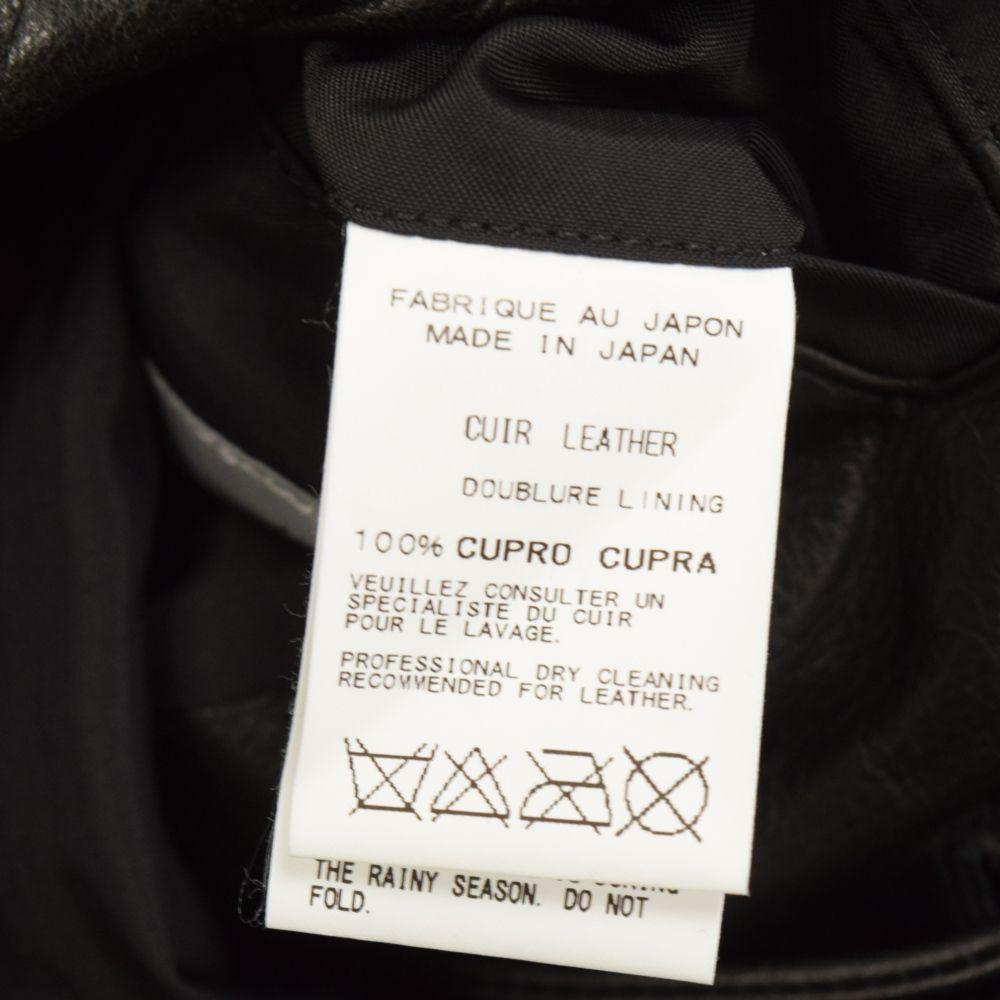 FABRIQUE AU JAPON
MADE IN JAPAN
CUIR LEATHER
DOUBLURE LINING
100% CUPRO CUPRA
VEUILLEZ CONSULTER UN
SPECIALISTE DU CUIR
POUR LE LAVAGE.
PROFESSIONAL DRY CLEANING
RECOMMENDED FOR LEATHER.
THE RAINY SEASON. DO NOT
FOLD.